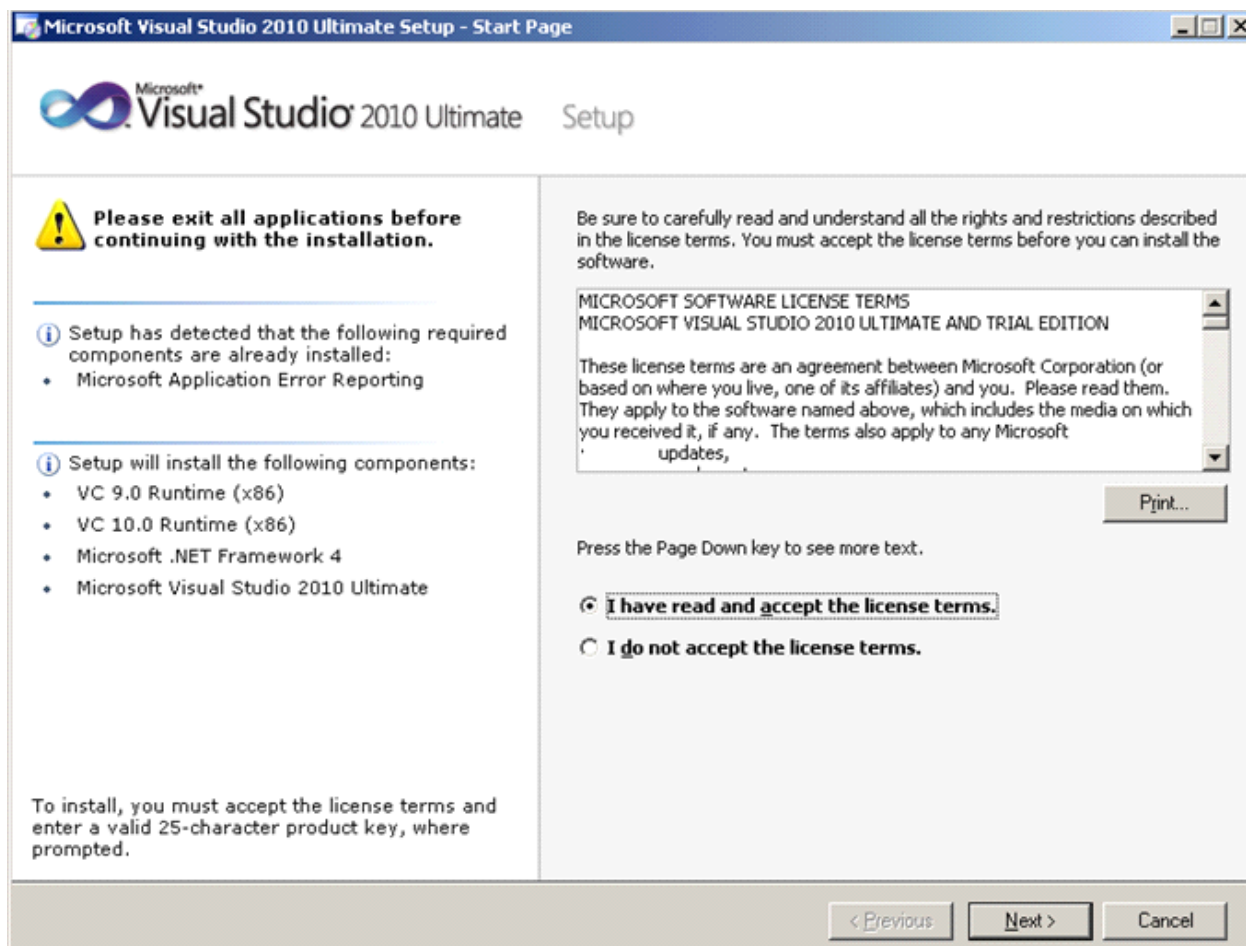 Microsoft Visual Studio 2010 Ultimate Setup - Start Page
Microsoft®
Visual Studio® 2010 Ultimate Setup
Please exit all applications before
continuing with the installation.
Setup has detected that the following required
components are already installed:
• Microsoft Application Error Reporting
Setup will install the following components:
• VC 9.0 Runtime (x86)
• VC 10.0 Runtime (x86)
• Microsoft .NET Framework 4
• Microsoft Visual Studio 2010 Ultimate
To install, you must accept the license terms and
enter a valid 25-character product key, where
prompted.
Be sure to carefully read and understand all the rights and restrictions described
in the license terms. You must accept the license terms before you can install the
software.
MICROSOFT SOFTWARE LICENSE TERMS
MICROSOFT VISUAL STUDIO 2010 ULTIMATE AND TRIAL EDITION
These license terms are an agreement between Microsoft Corporation (or
based on where you live, one of its affiliates) and you.  Please read them.
They apply to the software named above, which includes the media on which
you received it, if any.  The terms also apply to any Microsoft
· updates,
Print...
Press the Page Down key to see more text.
I have read and accept the license terms.
I do not accept the license terms.
< Previous
Next >
Cancel